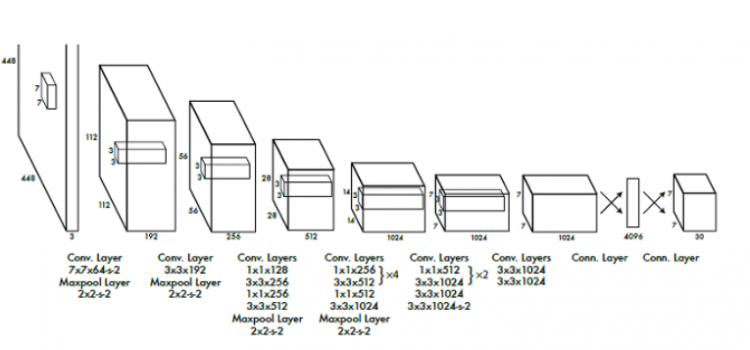 448
448
7
7
3
112
112
3
3
192
56
56
3
3
256
28
28
3
3
512
14
14
3
3
1024
7
7
3
3
1024
7
7
1024
4096
7
7
30
Conv. Layer
7x7x64-s-2
Maxpool Layer
2x2-s-2
Conv. Layer
3x3x192
Maxpool Layer
2x2-s-2
Conv. Layers
1x1x128
3x3x256
1x1x256
3x3x512
Maxpool Layer
2x2-s-2
Conv. Layers
1x1x256
3x3x512
}×4
1x1x512
3x3x1024
Maxpool Layer
2x2-s-2
Conv. Layers
1x1x512
3x3x1024
}×2
3x3x1024
3x3x1024-s-2
Conv. Layers
3x3x1024
3x3x1024
Conn. Layer
Conn. Layer